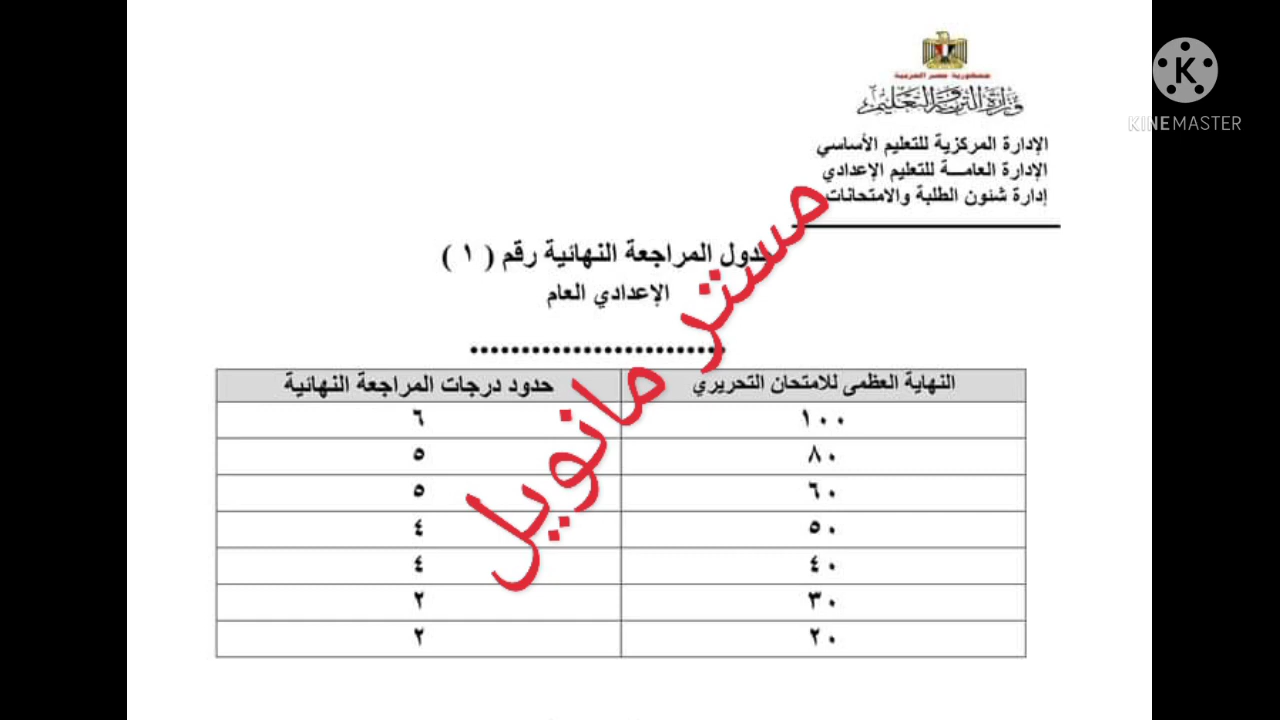 جمهورية مصر العربية
وزارة التربية والتعليم
الإدارة المركزية للتعليم الأساسي
الإدارة العامـــة للتعليم الإعدادي
إدارة شئون الطلبة والامتحانات
جدول المراجعة النهائية رقم ( ١ )
الإعدادي العام
..........................
النهاية العظمى للامتحان التحريري حدود درجات المراجعة النهائية
١٠٠ ٦
٨٠ ٥
٦٠ ٥
٥٠ ٤
٤٠ ٤
٣٠ ٢
٢٠ ٢
مستر مانويل
K
KINEMASTER